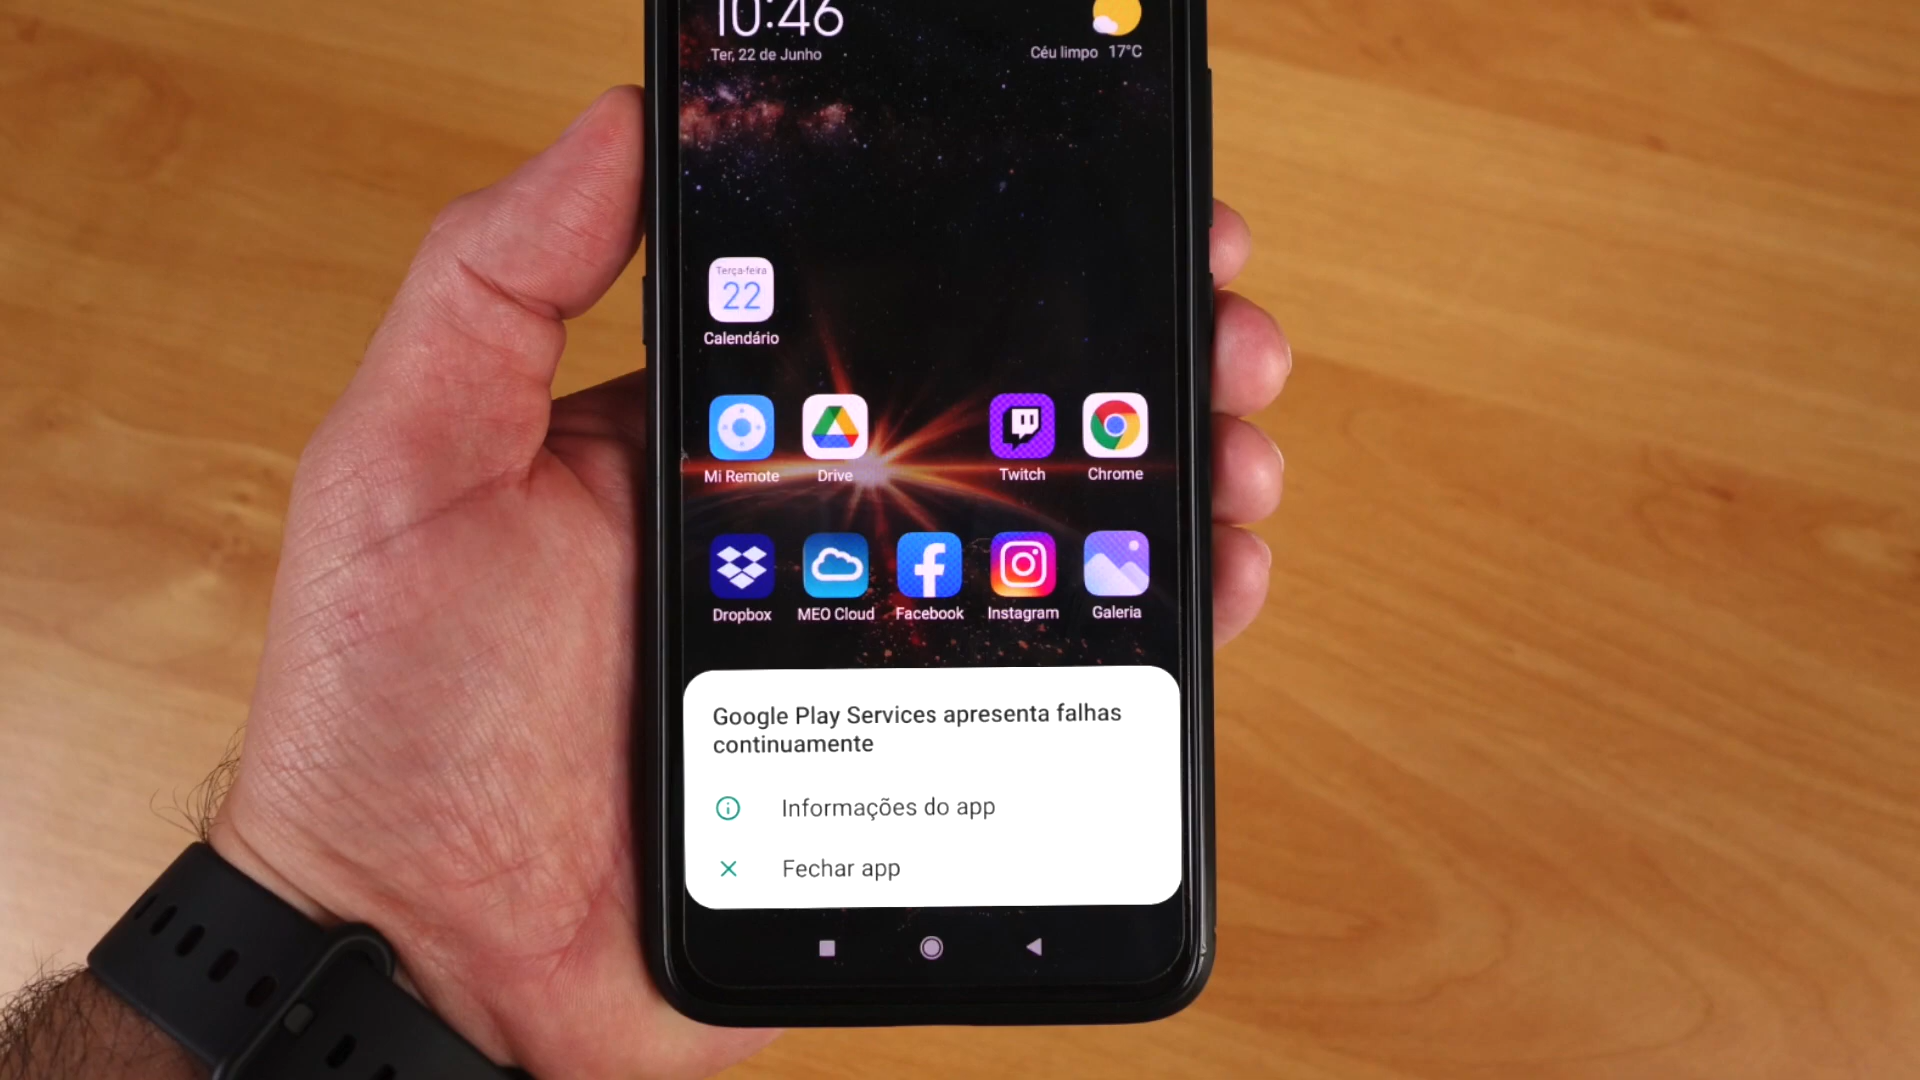 10:46
Ter, 22 de Junho
Céu limpo 17°C
Terça-feira
22
Calendário
Mi Remote
Drive
Twitch
Chrome
Dropbox
MEO Cloud
Facebook
Instagram
Galeria
Google Play Services apresenta falhas
continuamente
Informações do app
Fechar app